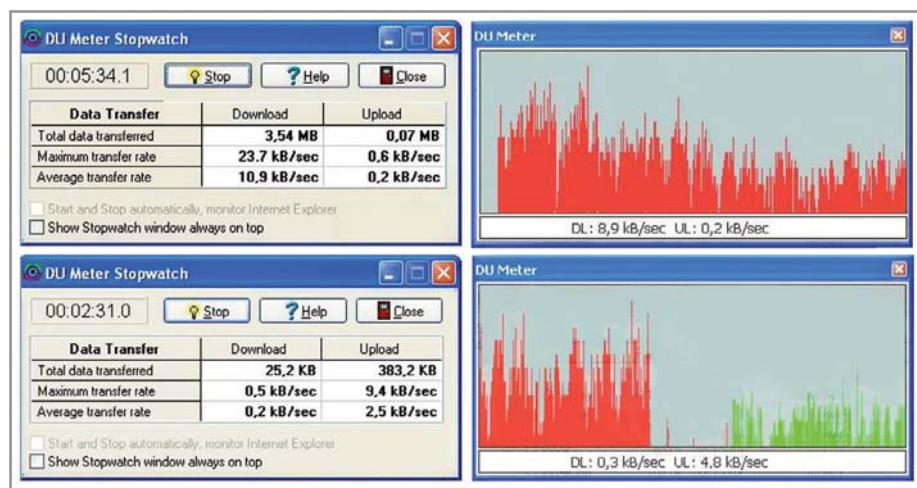 DU Meter Stopwatch
00:05:34.1 Stop Help Close
Data Transfer Download Upload
Total data transferred 3,54 MB 0,07 MB
Maximum transfer rate 23.7 kB/sec 0,6 kB/sec
Average transfer rate 10,9 kB/sec 0,2 kB/sec
Start and Stop automatically, monitor Internet Explorer
Show Stopwatch window always on top
DU Meter
DL: 8,9 kB/sec UL: 0,2 kB/sec
DU Meter Stopwatch
00:02:31.0 Stop Help Close
Data Transfer Download Upload
Total data transferred 25,2 KB 383,2 KB
Maximum transfer rate 0,5 kB/sec 9,4 kB/sec
Average transfer rate 0,2 kB/sec 2,5 kB/sec
Start and Stop automatically, monitor Internet Explorer
Show Stopwatch window always on top
DU Meter
DL: 0,3 kB/sec UL: 4,8 kB/sec